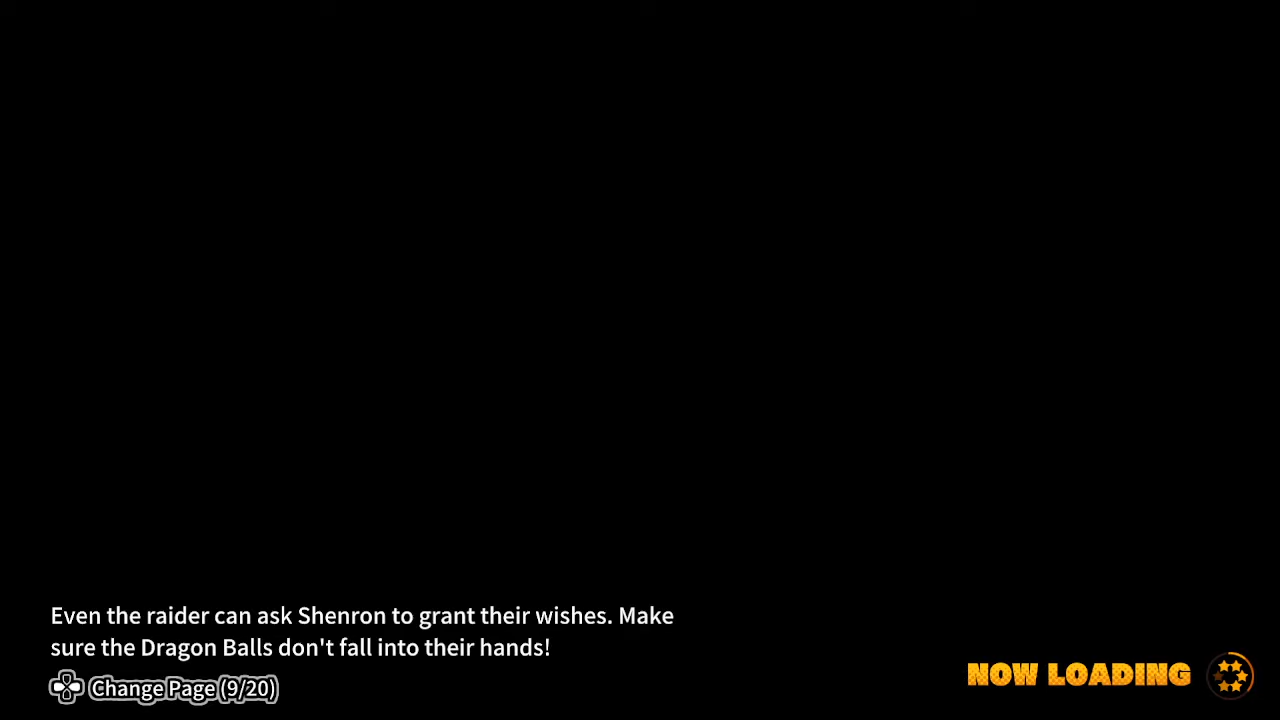 Even the raider can ask Shenron to grant their wishes. Make
sure the Dragon Balls don't fall into their hands!
Change Page (9/20)
NOW LOADING